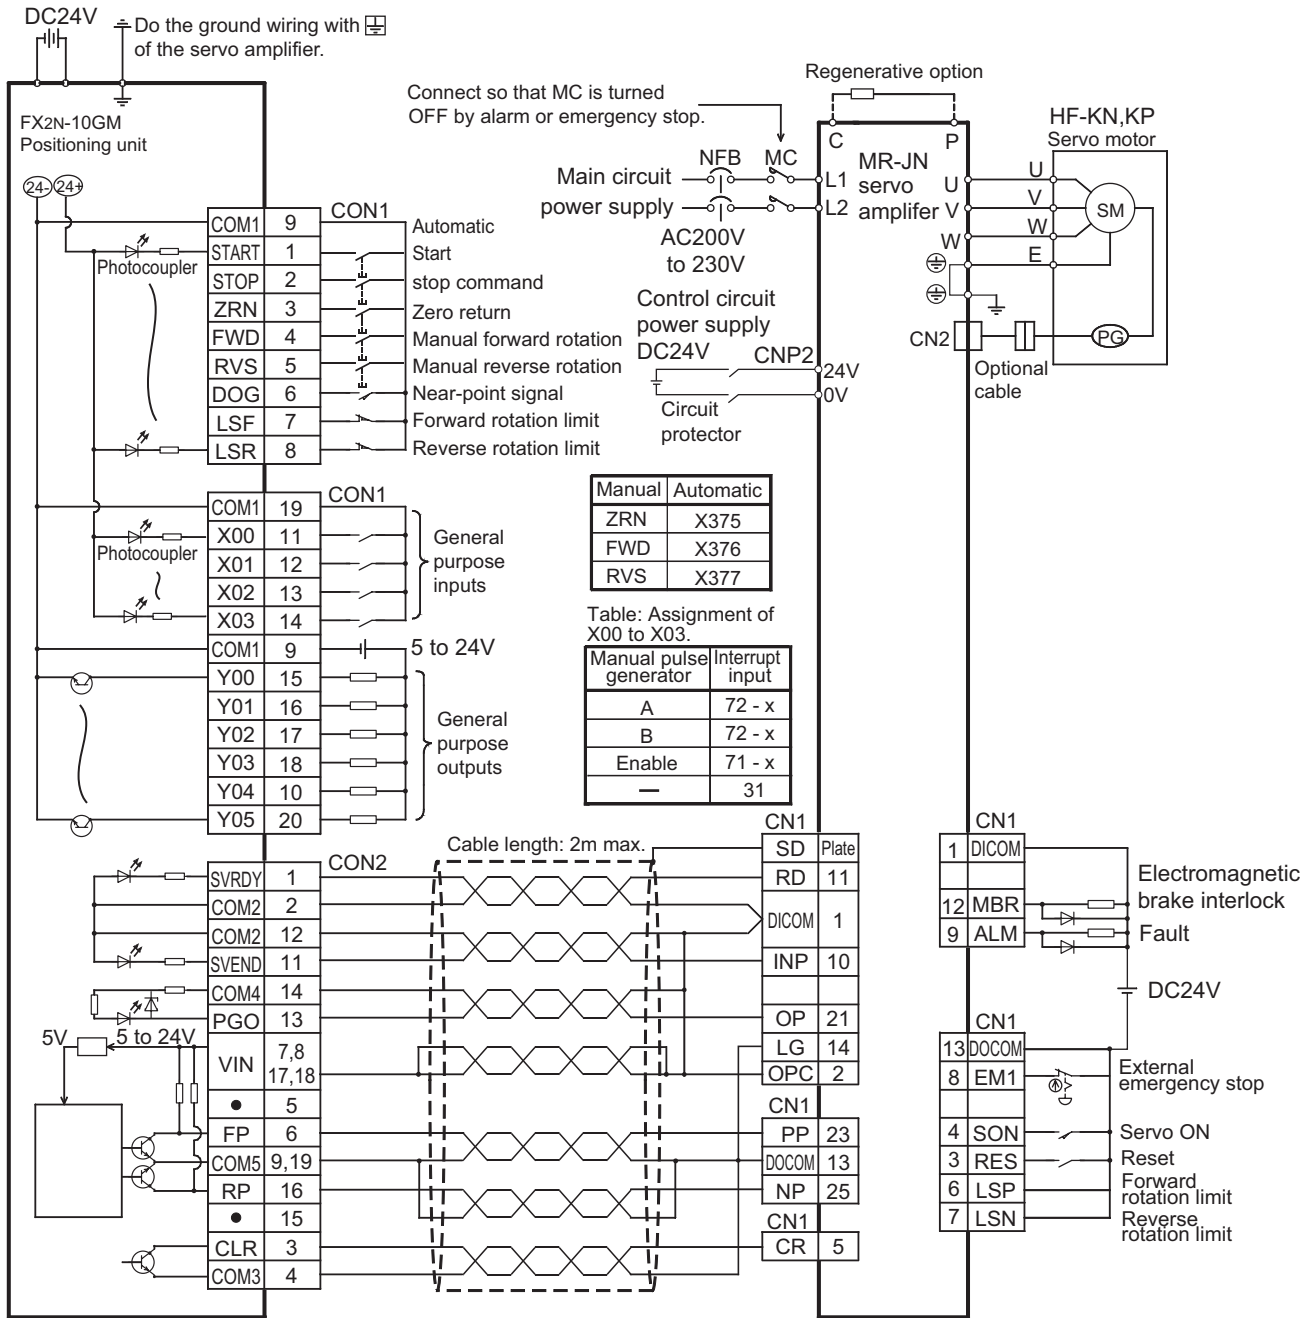 DC24V
Do the ground wiring with
of the servo amplifier.
FX2N-10GM
Positioning unit
24- 24+
CON1
COM1 9 Automatic
START 1 Start
Photocoupler
STOP 2 stop command
ZRN 3 Zero return
FWD 4 Manual forward rotation
RVS 5 Manual reverse rotation
DOG 6 Near-point signal
LSF 7 Forward rotation limit
LSR 8 Reverse rotation limit
CON1
COM1 19
X00 11
Photocoupler
X01 12
X02 13
X03 14
General
purpose
inputs
COM1 9 5 to 24V
Y00 15
Y01 16
Y02 17
Y03 18
Y04 10
Y05 20
General
purpose
outputs
CON2
SVRDY 1
COM2 2
COM2 12
SVEND 11
COM4 14
PGO 13
5V 5 to 24V
VIN 7,8
17,18
● 5
FP 6
COM5 9,19
RP 16
● 15
CLR 3
COM3 4
Cable length: 2m max.
Connect so that MC is turned
OFF by alarm or emergency stop.
Regenerative option
C P
NFB MC
Main circuit
power supply
L1
L2
AC200V
to 230V
MR-JN
servo
amplifer
U
V
W
Control circuit
power supply
DC24V CNP2
24V
0V
Circuit
protector
HF-KN,KP
Servo motor
U
V
W
E
SM
CN2
PG
Optional
cable
Manual Automatic
ZRN X375
FWD X376
RVS X377
Table: Assignment of
X00 to X03.
Manual pulse
generator
Interrupt
input
A 72 - x
B 72 - x
Enable 71 - x
— 31
CN1
SD Plate
RD 11
DICOM 1
INP 10
OP 21
LG 14
OPC 2
CN1
PP 23
DOCOM 13
NP 25
CN1
CR 5
CN1
1 DICOM
12 MBR
9 ALM
Electromagnetic
brake interlock
Fault
DC24V
CN1
13 DOCOM
8 EM1
External
emergency stop
4 SON Servo ON
3 RES Reset
6 LSP
Forward
rotation limit
7 LSN
Reverse
rotation limit